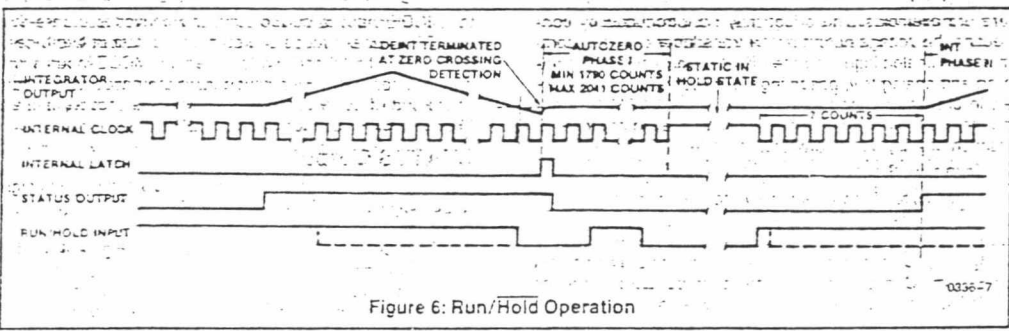 DEINT TERMINATED
AT ZERO CROSSING
DETECTION
AUTOZERO
PHASE I
MIN 1790 COUNTS
MAX 2041 COUNTS
STATIC IN
HOLD STATE
INT
PHASE II
INTEGRATOR
OUTPUT
INTERNAL CLOCK
7 COUNTS
INTERNAL LATCH
STATUS OUTPUT
RUN/HOLD INPUT
0336-7
Figure 6: Run/Hold Operation